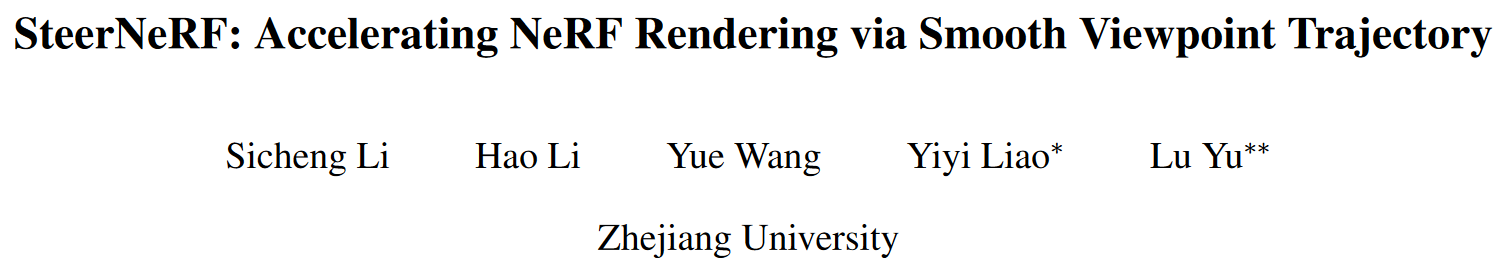 SteerNeRF: Accelerating NeRF Rendering via Smooth Viewpoint Trajectory
Sicheng Li Hao Li Yue Wang Yiyi Liao* Lu Yu**
Zhejiang University